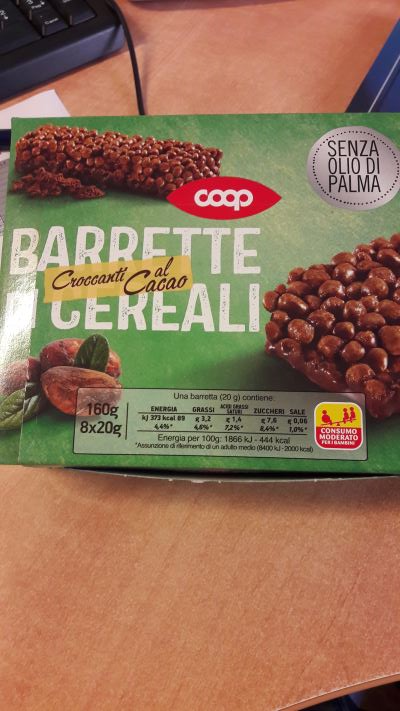 SENZA
OLIO DI
PALMA
coop
BARRETTE
Croccanti al
Cacao
DI CEREALI
160g
8x20g
Una barretta (20 g) contiene:
ENERGIA GRASSI ACIDI GRASSI SATURI ZUCCHERI SALE
kJ 373 kcal 89 g 3,2 g 1,4 g 7,6 g 0,06
4,4%* 4,6%* 7,2%* 8,4%* 1,0%*
Energia per 100g: 1866 kJ - 444 kcal
*Assunzione di riferimento di un adulto medio (8400 kJ-2000 kcal)
CONSUMO
MODERATO
PER I BAMBINI